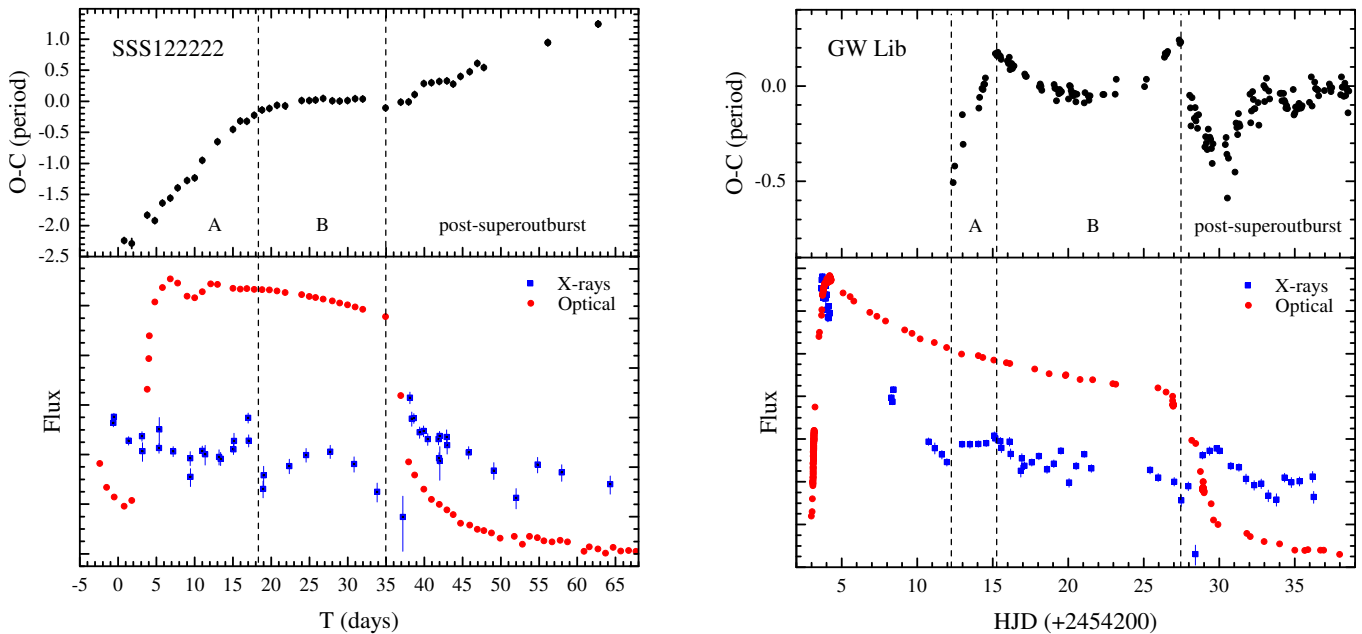 SSS122222
1.0
0.5
0.0
-0.5
-1.0
-1.5
-2.0
-2.5
O-C (period)
A
B
post-superoutburst
X-rays
Optical
Flux
-5 0 5 10 15 20 25 30 35 40 45 50 55 60 65
T (days)
GW Lib
0.0
-0.5
O-C (period)
A
B
post-superoutburst
X-rays
Optical
Flux
5 10 15 20 25 30 35
HJD (+2454200)